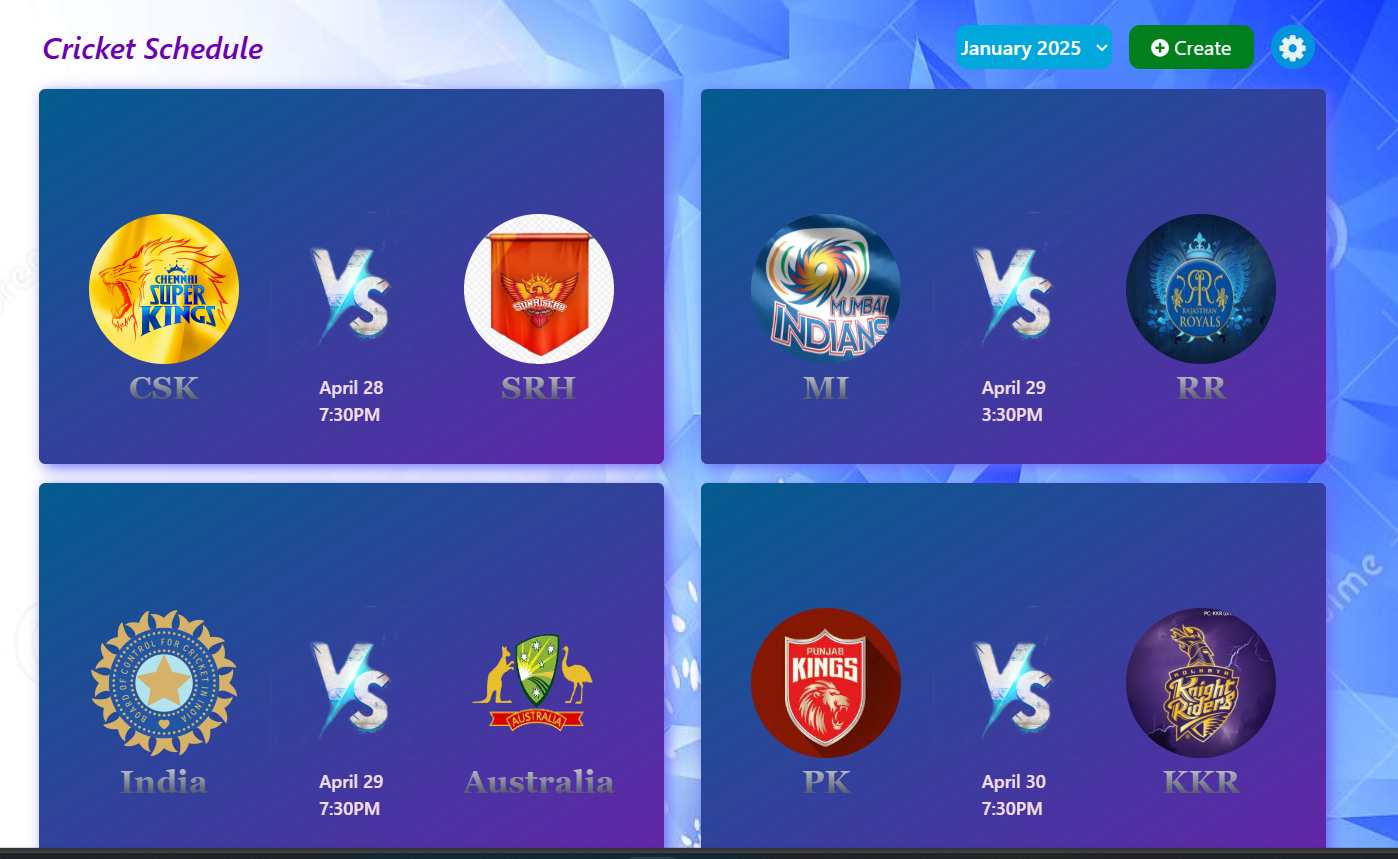 Cricket Schedule
January 2025
Create
CHENNAI
SUPER
KINGS
VS
SUNRISERS
CSK
April 28
7:30PM
SRH
MUMBAI
INDIANS
VS
RR
RAJASTHAN
ROYALS
MI
April 29
3:30PM
RR
BOARD OF CONTROL FOR CRICKET IN INDIA
VS
AUSTRALIA
India
April 29
7:30PM
Australia
PUNJAB
KINGS
VS
KOLKATA
Knight
Riders
PK
April 30
7:30PM
KKR